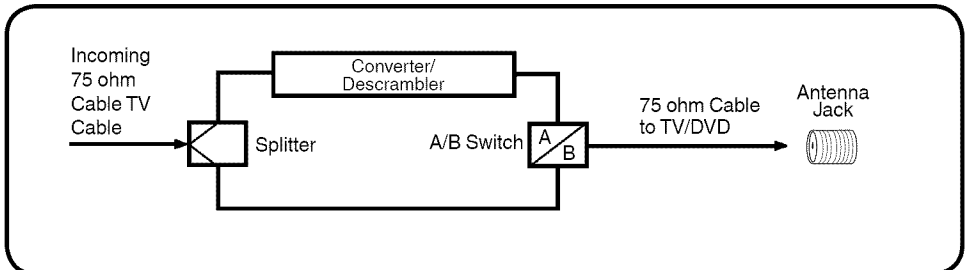 Incoming
75 ohm
Cable TV
Cable
Converter/
Descrambler
Splitter
A/B Switch
A
B
75 ohm Cable
to TV/DVD
Antenna
Jack